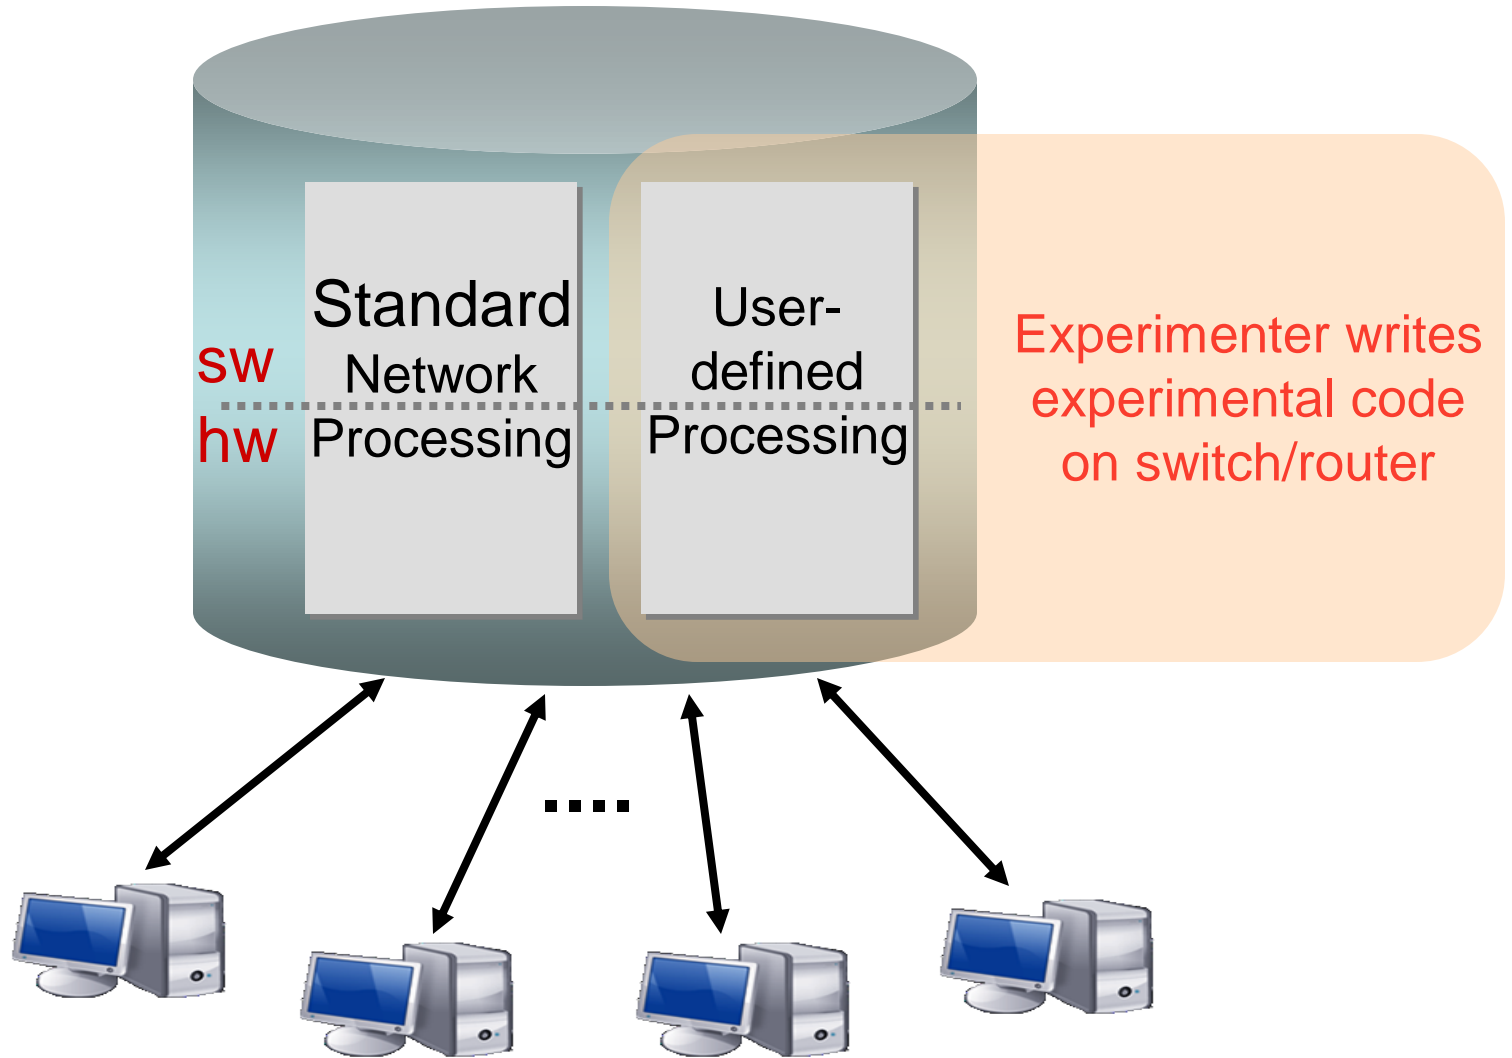 sw
hw
Standard
Network
Processing
User-
defined
Processing
Experimenter writes
experimental code
on switch/router
....